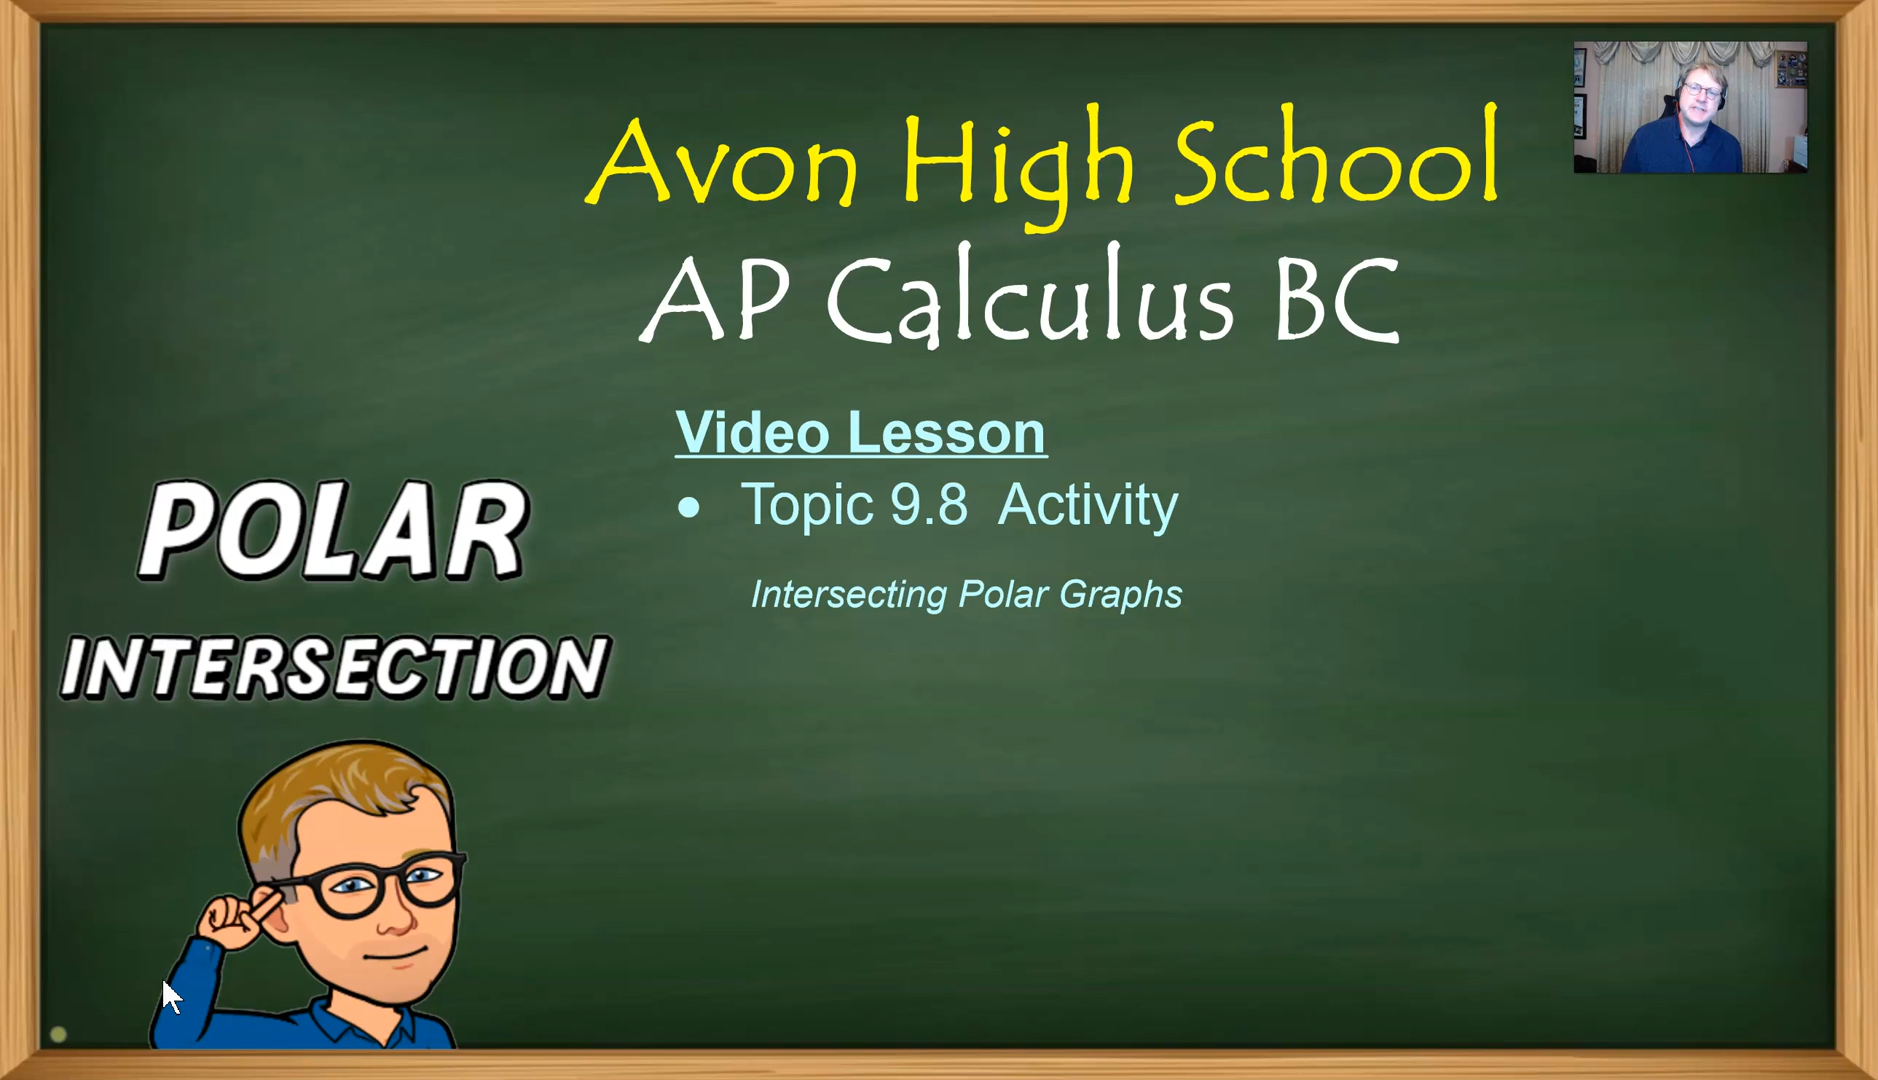 Avon High School
AP Calculus BC
Video Lesson
• Topic 9.8 Activity
Intersecting Polar Graphs
POLAR
INTERSECTION